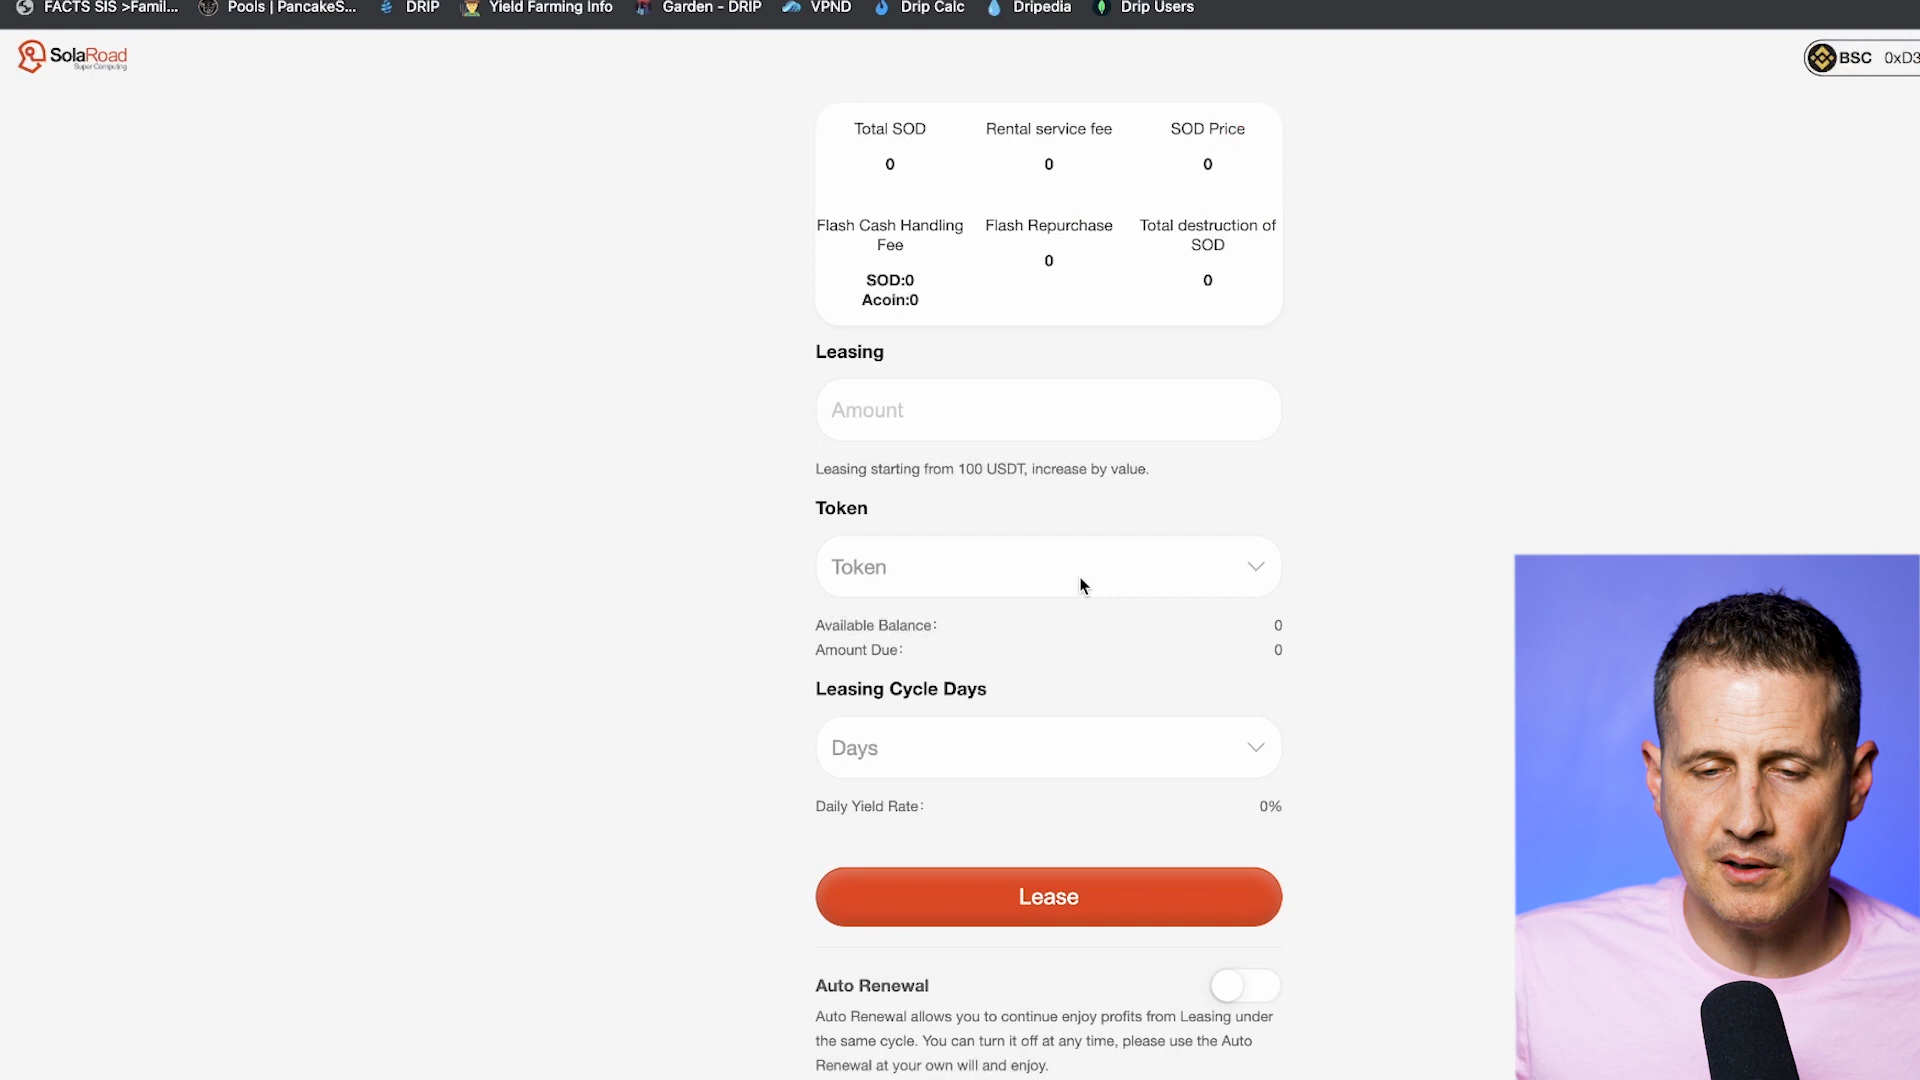 FACTS SIS >Famil...
Pools | PancakeS...
DRIP
Yield Farming Info
Garden - DRIP
VPND
Drip Calc
Dripedia
Drip Users
SolaRoad
Super Computing
BSC 0xD3
Total SOD
0
Rental service fee
0
SOD Price
0
Flash Cash Handling
Fee
SOD:0
Acoin:0
Flash Repurchase
0
Total destruction of
SOD
0
Leasing
Amount
Leasing starting from 100 USDT, increase by value.
Token
Token
Available Balance: 0
Amount Due: 0
Leasing Cycle Days
Days
Daily Yield Rate: 0%
Lease
Auto Renewal
Auto Renewal allows you to continue enjoy profits from Leasing under
the same cycle. You can turn it off at any time, please use the Auto
Renewal at your own will and enjoy.